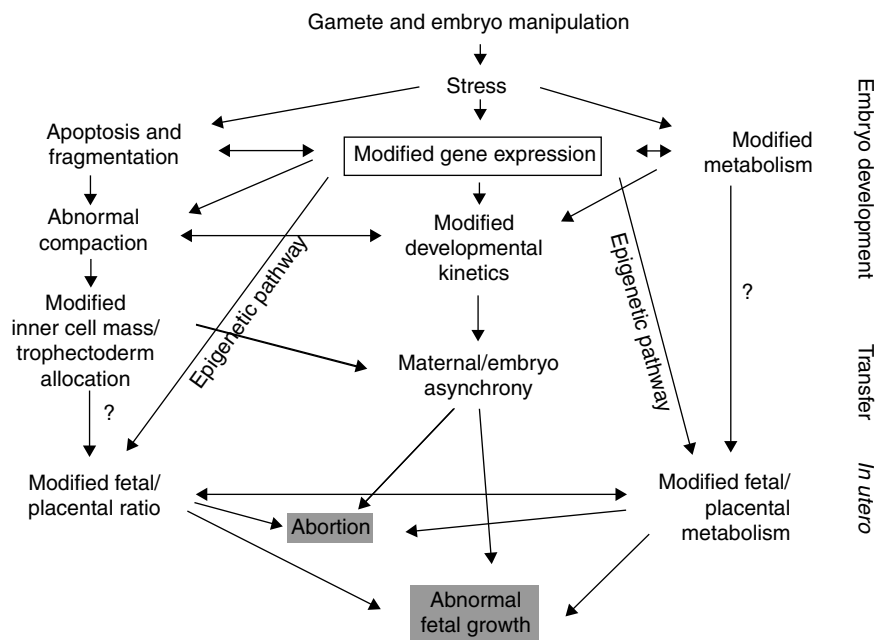 Gamete and embryo manipulation
Stress
Apoptosis and
fragmentation
Modified gene expression
Modified
metabolism
Abnormal
compaction
Modified
developmental
kinetics
Epigenetic pathway
Epigenetic pathway
?
Modified
inner cell mass/
trophectoderm
allocation
Maternal/embryo
asynchrony
?
Modified fetal/
placental ratio
Modified fetal/
placental
metabolism
Abortion
Abnormal
fetal growth
Embryo development
Transfer
In utero